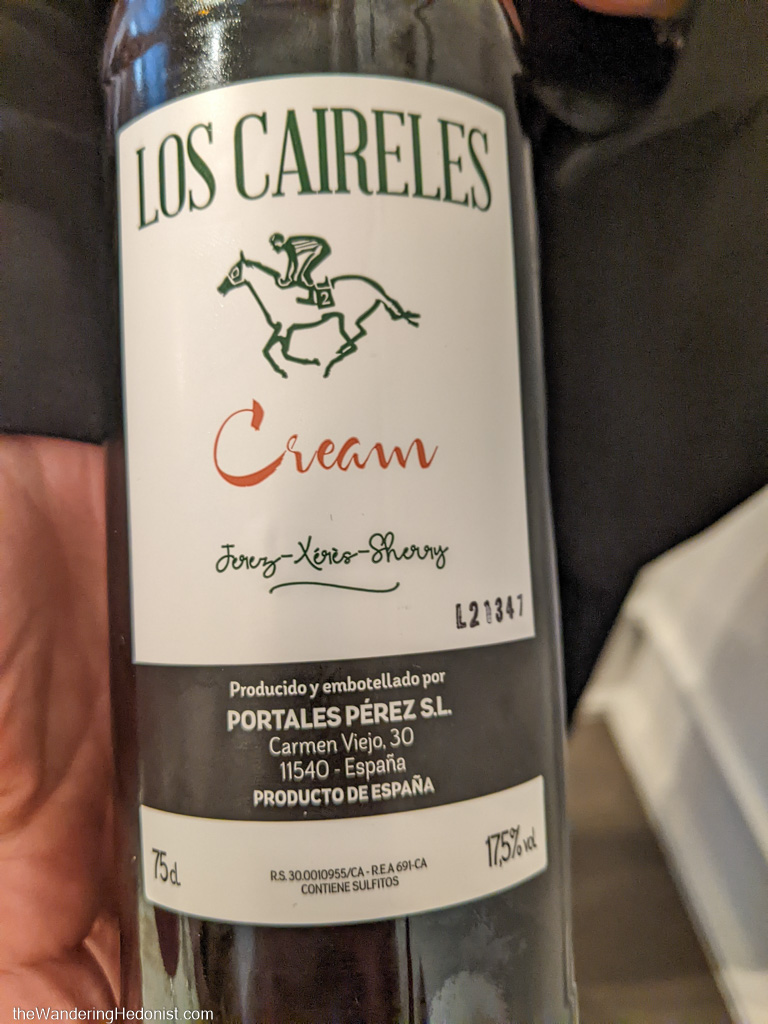 LOS CAIRELES
2
Cream
Jerez-Xérès-Sherry
L21347
Producido y embotellado por
PORTALES PÉREZ S.L.
Carmen Viejo, 30
11540 - España
PRODUCTO DE ESPAÑA
75cl.
17,5% vol.
R.S. 30.0010955/CA - R.E.A 691-CA
CONTIENE SULFITOS
theWanderingHedonist.com